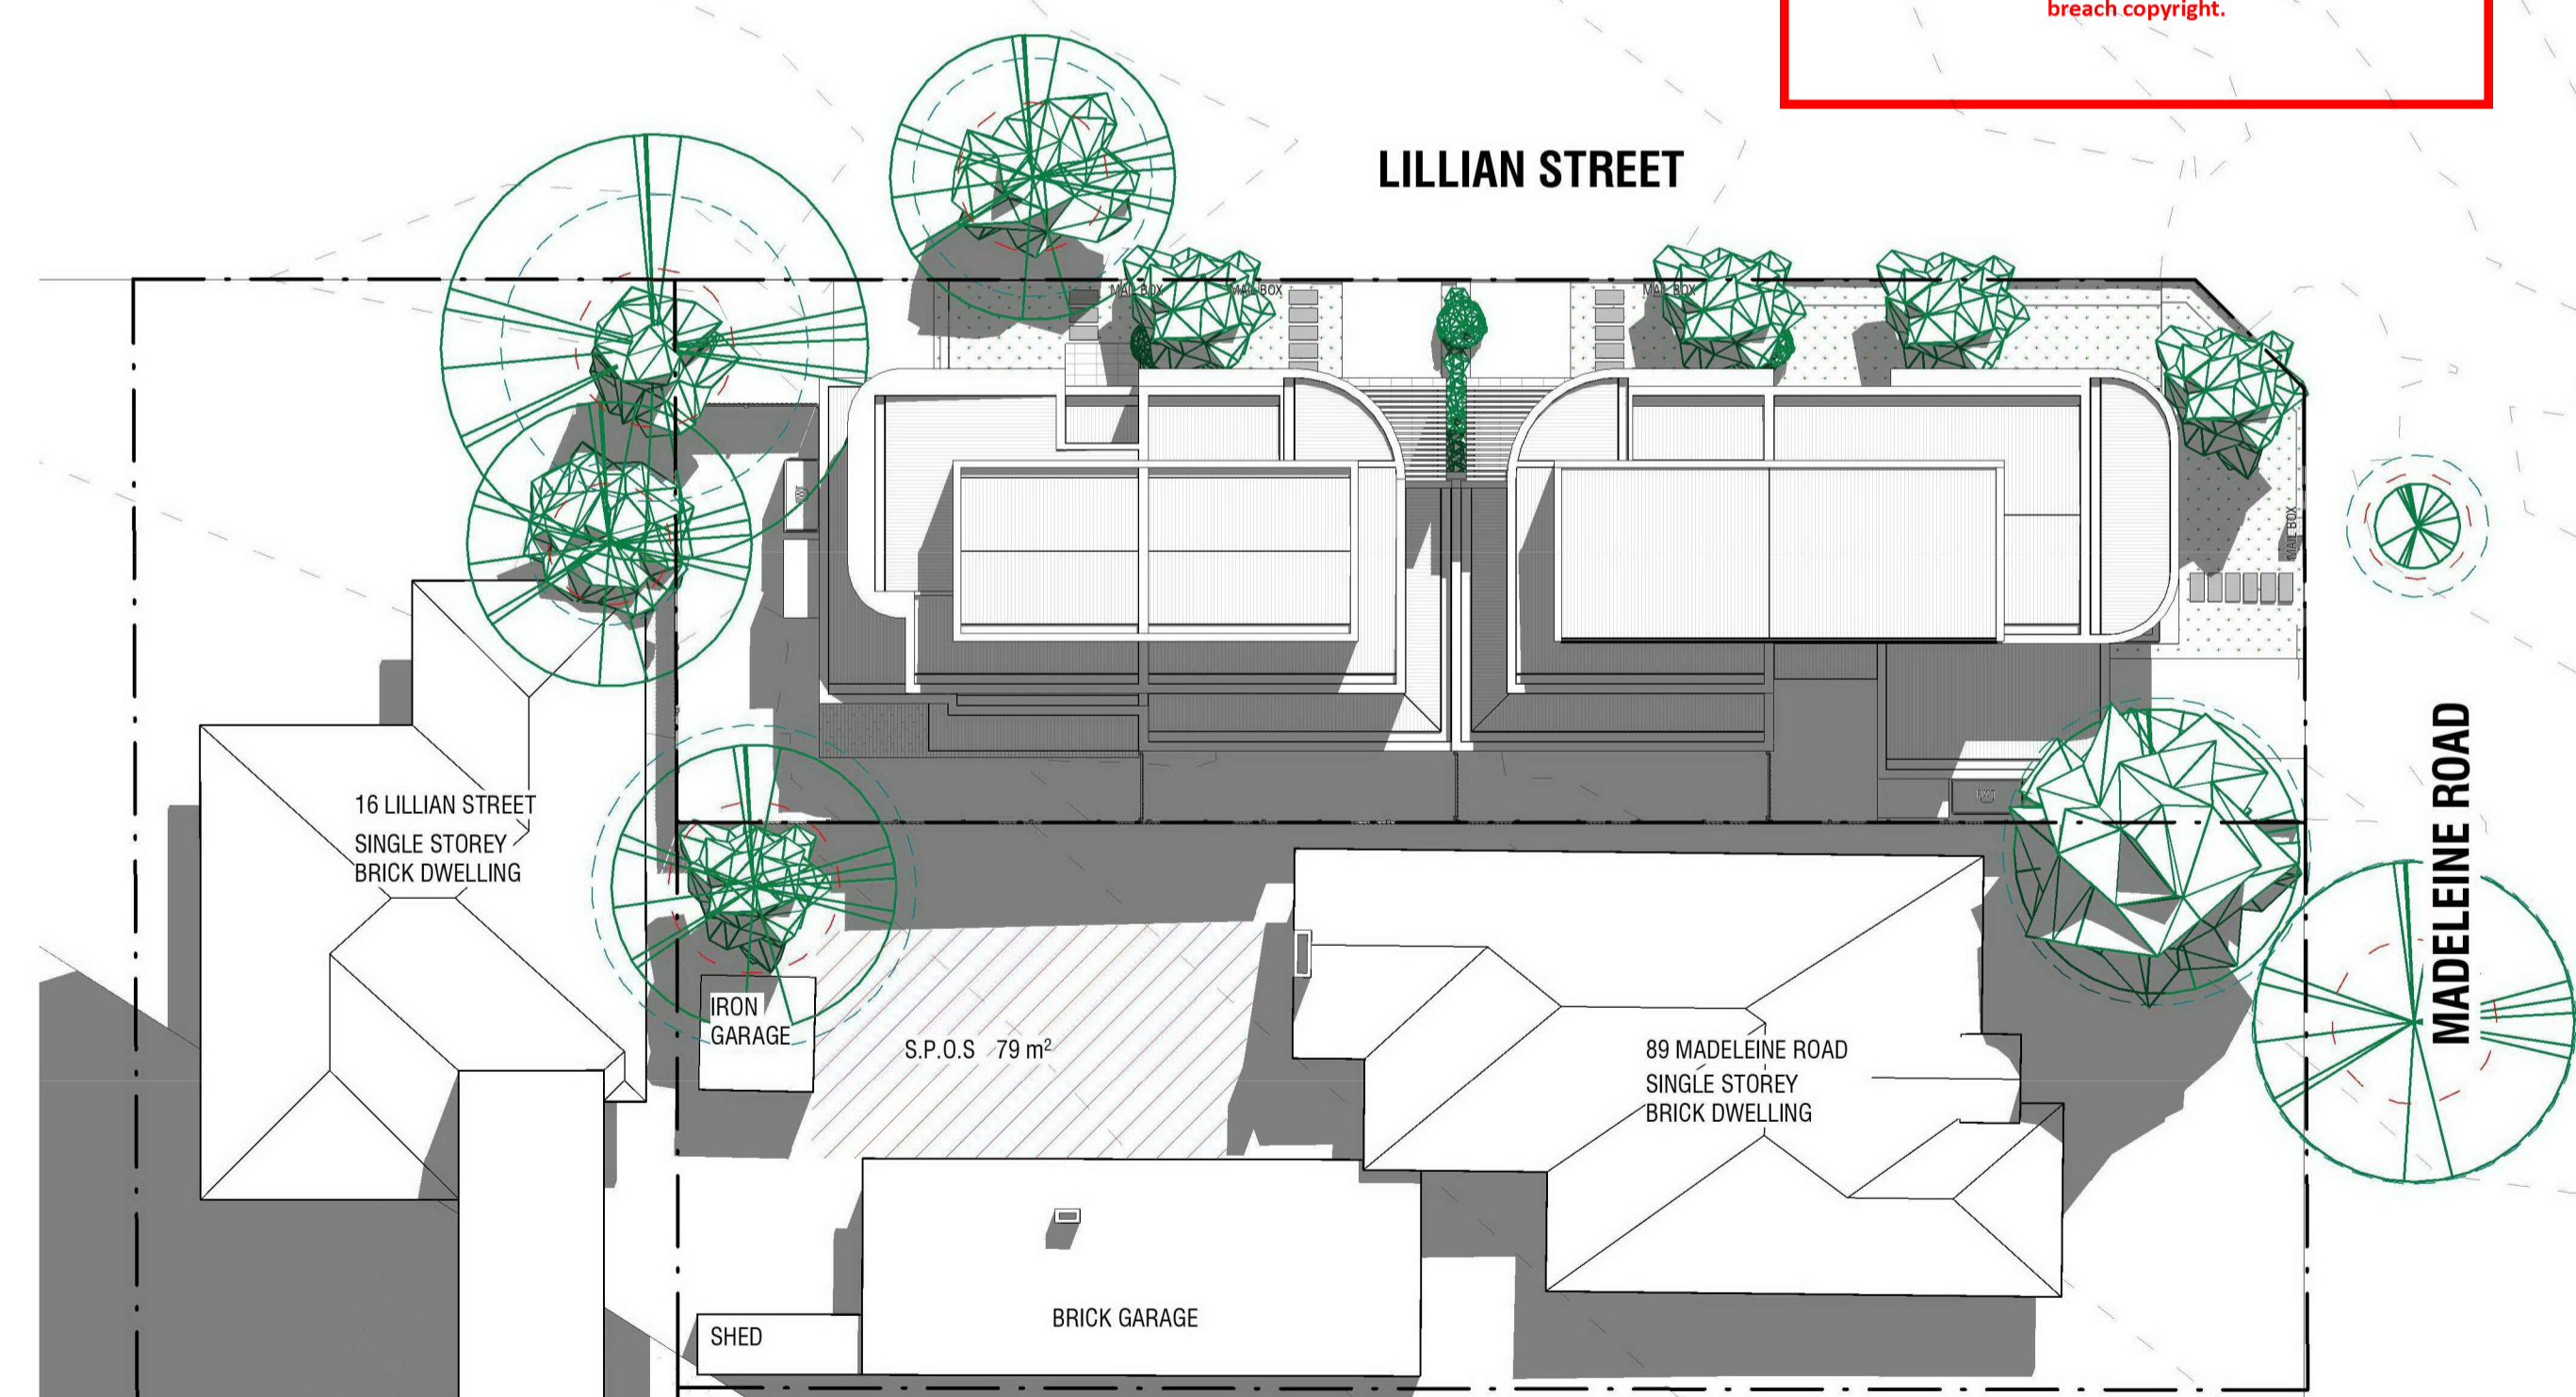 breach copyright.
LILLIAN STREET
MAIL BOX
MAIL BOX
MAIL BOX
MAIL BOX
MADELEINE ROAD
16 LILLIAN STREET
SINGLE STOREY
BRICK DWELLING
IRON
GARAGE
S.P.O.S 79 m²
89 MADELEINE ROAD
SINGLE STOREY
BRICK DWELLING
BRICK GARAGE
SHED